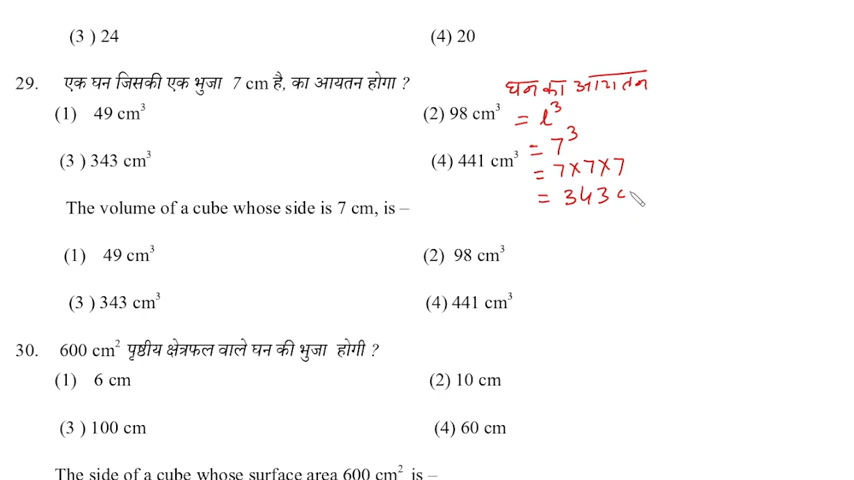 (3 ) 24 (4) 20
29. एक घन जिसकी एक भुजा 7 cm है, का आयतन होगा ?
(1) 49 cm³ (2) 98 cm³
(3 ) 343 cm³ (4) 441 cm³
घन का आयतन
= l³
= 7³
= 7×7×7
= 343 c
The volume of a cube whose side is 7 cm, is –
(1) 49 cm³ (2) 98 cm³
(3 ) 343 cm³ (4) 441 cm³
30. 600 cm² पृष्ठीय क्षेत्रफल वाले घन की भुजा होगी ?
(1) 6 cm (2) 10 cm
(3 ) 100 cm (4) 60 cm
The side of a cube whose surface area 600 cm² is –